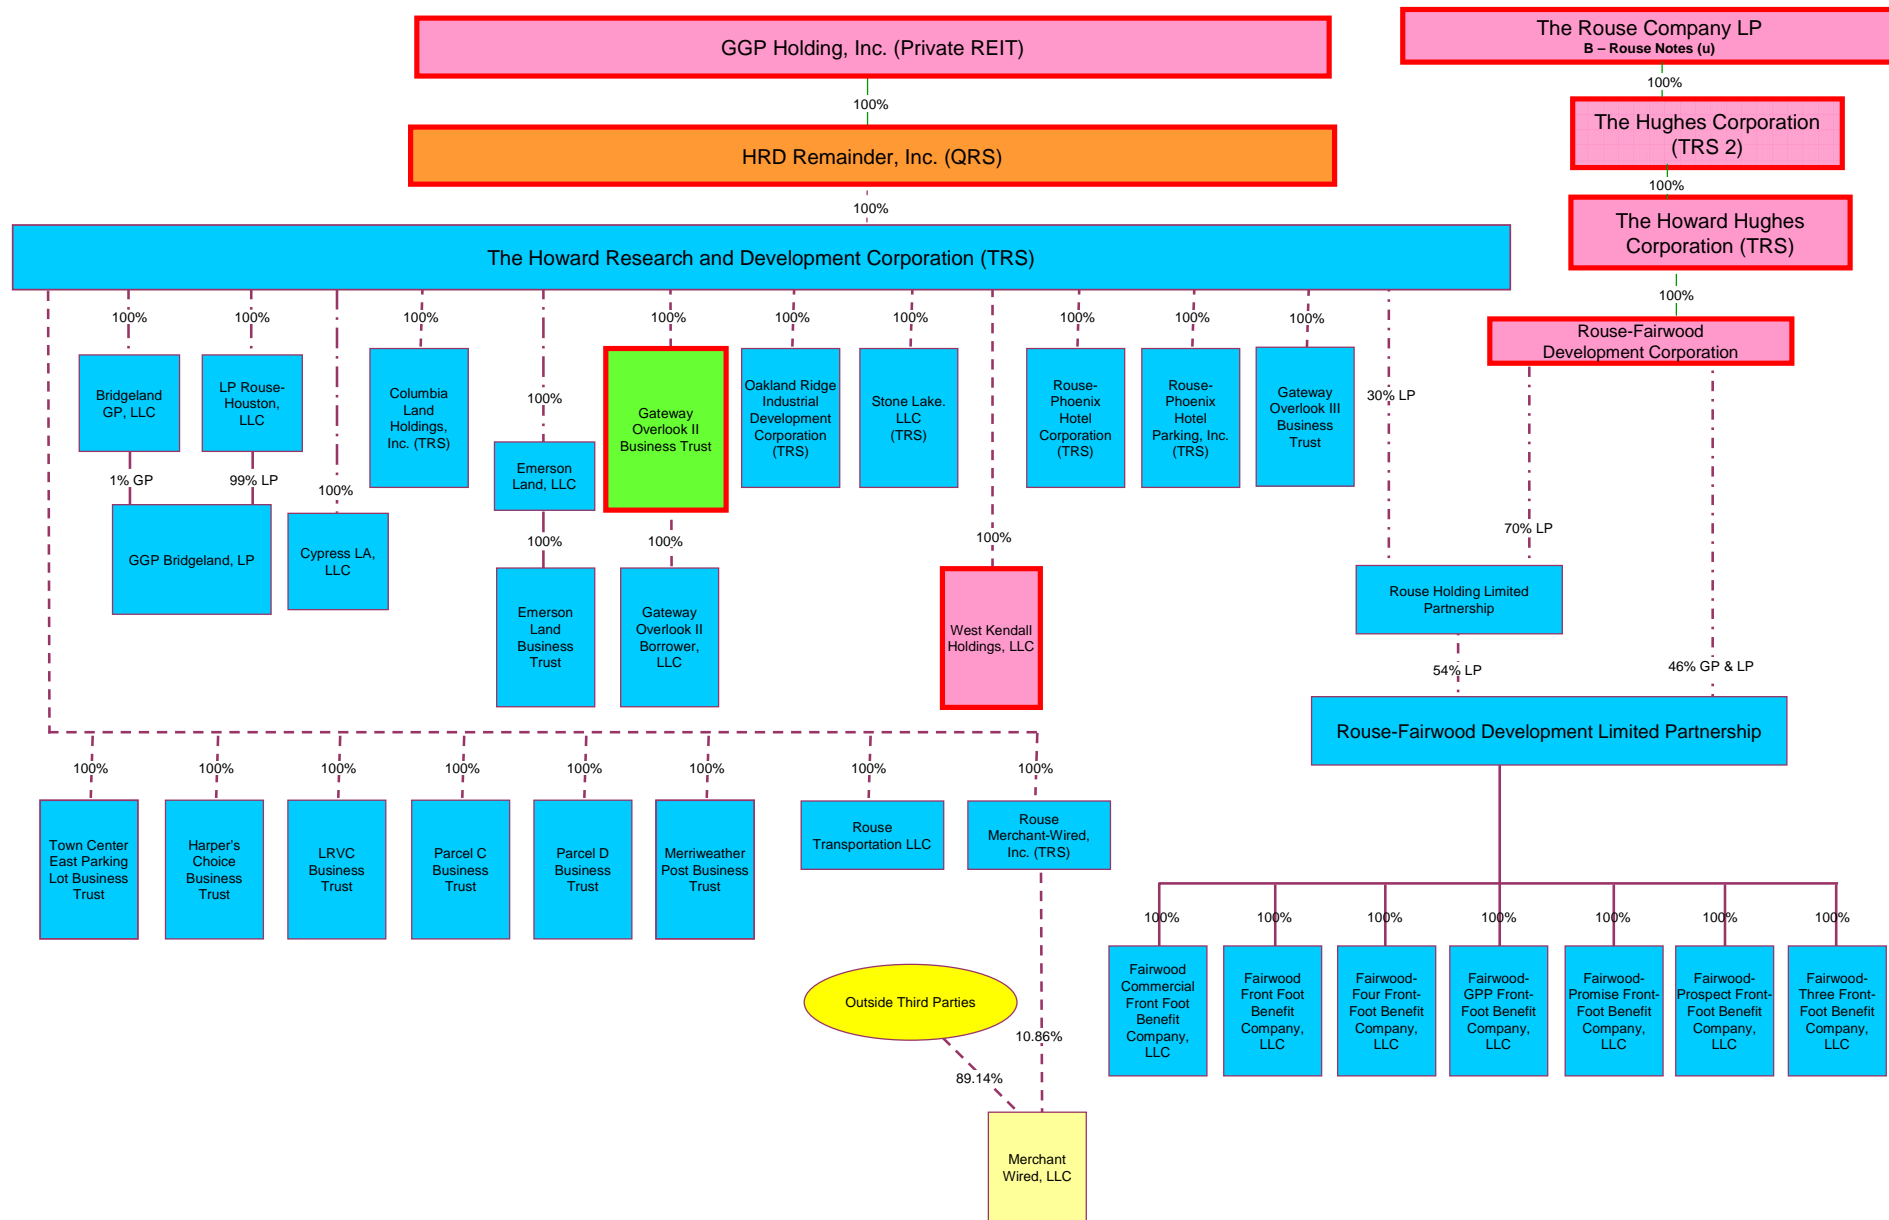 GGP Holding, Inc. (Private REIT)
The Rouse Company LP
B – Rouse Notes (u)
100%
100%
HRD Remainder, Inc. (QRS)
The Hughes Corporation
(TRS 2)
100%
100%
The Howard Research and Development Corporation (TRS)
The Howard Hughes
Corporation (TRS)
100%
Rouse-Fairwood
Development Corporation
100%
100%
100%
100%
100%
100%
100%
100%
100%
Bridgeland
GP, LLC
LP Rouse-
Houston,
LLC
Columbia
Land
Holdings,
Inc. (TRS)
100%
Gateway
Overlook II
Business Trust
Oakland Ridge
Industrial
Development
Corporation
(TRS)
Stone Lake.
LLC
(TRS)
Rouse-
Phoenix
Hotel
Corporation
(TRS)
Rouse-
Phoenix
Hotel
Parking, Inc.
(TRS)
Gateway
Overlook III
Business
Trust
30% LP
1% GP
99% LP
100%
Emerson
Land, LLC
GGP Bridgeland, LP
Cypress LA,
LLC
100%
100%
100%
70% LP
Emerson
Land
Business
Trust
Gateway
Overlook II
Borrower,
LLC
West Kendall
Holdings, LLC
Rouse Holding Limited
Partnership
54% LP
46% GP & LP
Rouse-Fairwood Development Limited Partnership
100%
100%
100%
100%
100%
100%
100%
100%
Town Center
East Parking
Lot Business
Trust
Harper's
Choice
Business
Trust
LRVC
Business
Trust
Parcel C
Business
Trust
Parcel D
Business
Trust
Merriweather
Post Business
Trust
Rouse
Transportation LLC
Rouse
Merchant-Wired,
Inc. (TRS)
100%
100%
100%
100%
100%
100%
100%
Fairwood
Commercial
Front Foot
Benefit
Company,
LLC
Fairwood
Front Foot
Benefit
Company,
LLC
Fairwood-
Four Front-
Foot Benefit
Company,
LLC
Fairwood-
GPP Front-
Foot Benefit
Company,
LLC
Fairwood-
Promise Front-
Foot Benefit
Company,
LLC
Fairwood-
Prospect Front-
Foot Benefit
Company,
LLC
Fairwood-
Three Front-
Foot Benefit
Company,
LLC
Outside Third Parties
10.86%
89.14%
Merchant
Wired, LLC